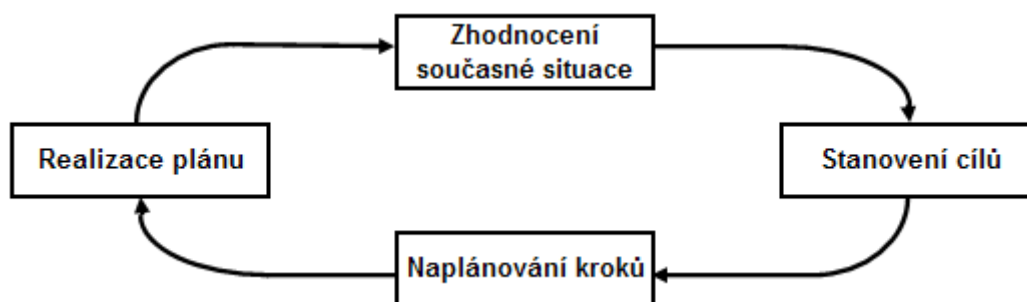 Zhodnocení
současné situace
Realizace plánu
Stanovení cílů
Naplánování kroků